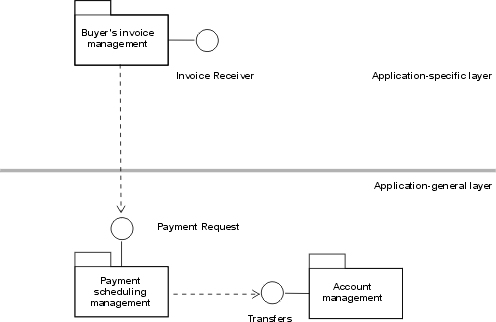 Buyer's invoice
management
Invoice Receiver
Application-specific layer
Application-general layer
Payment Request
Payment
scheduling
management
Transfers
Account
management